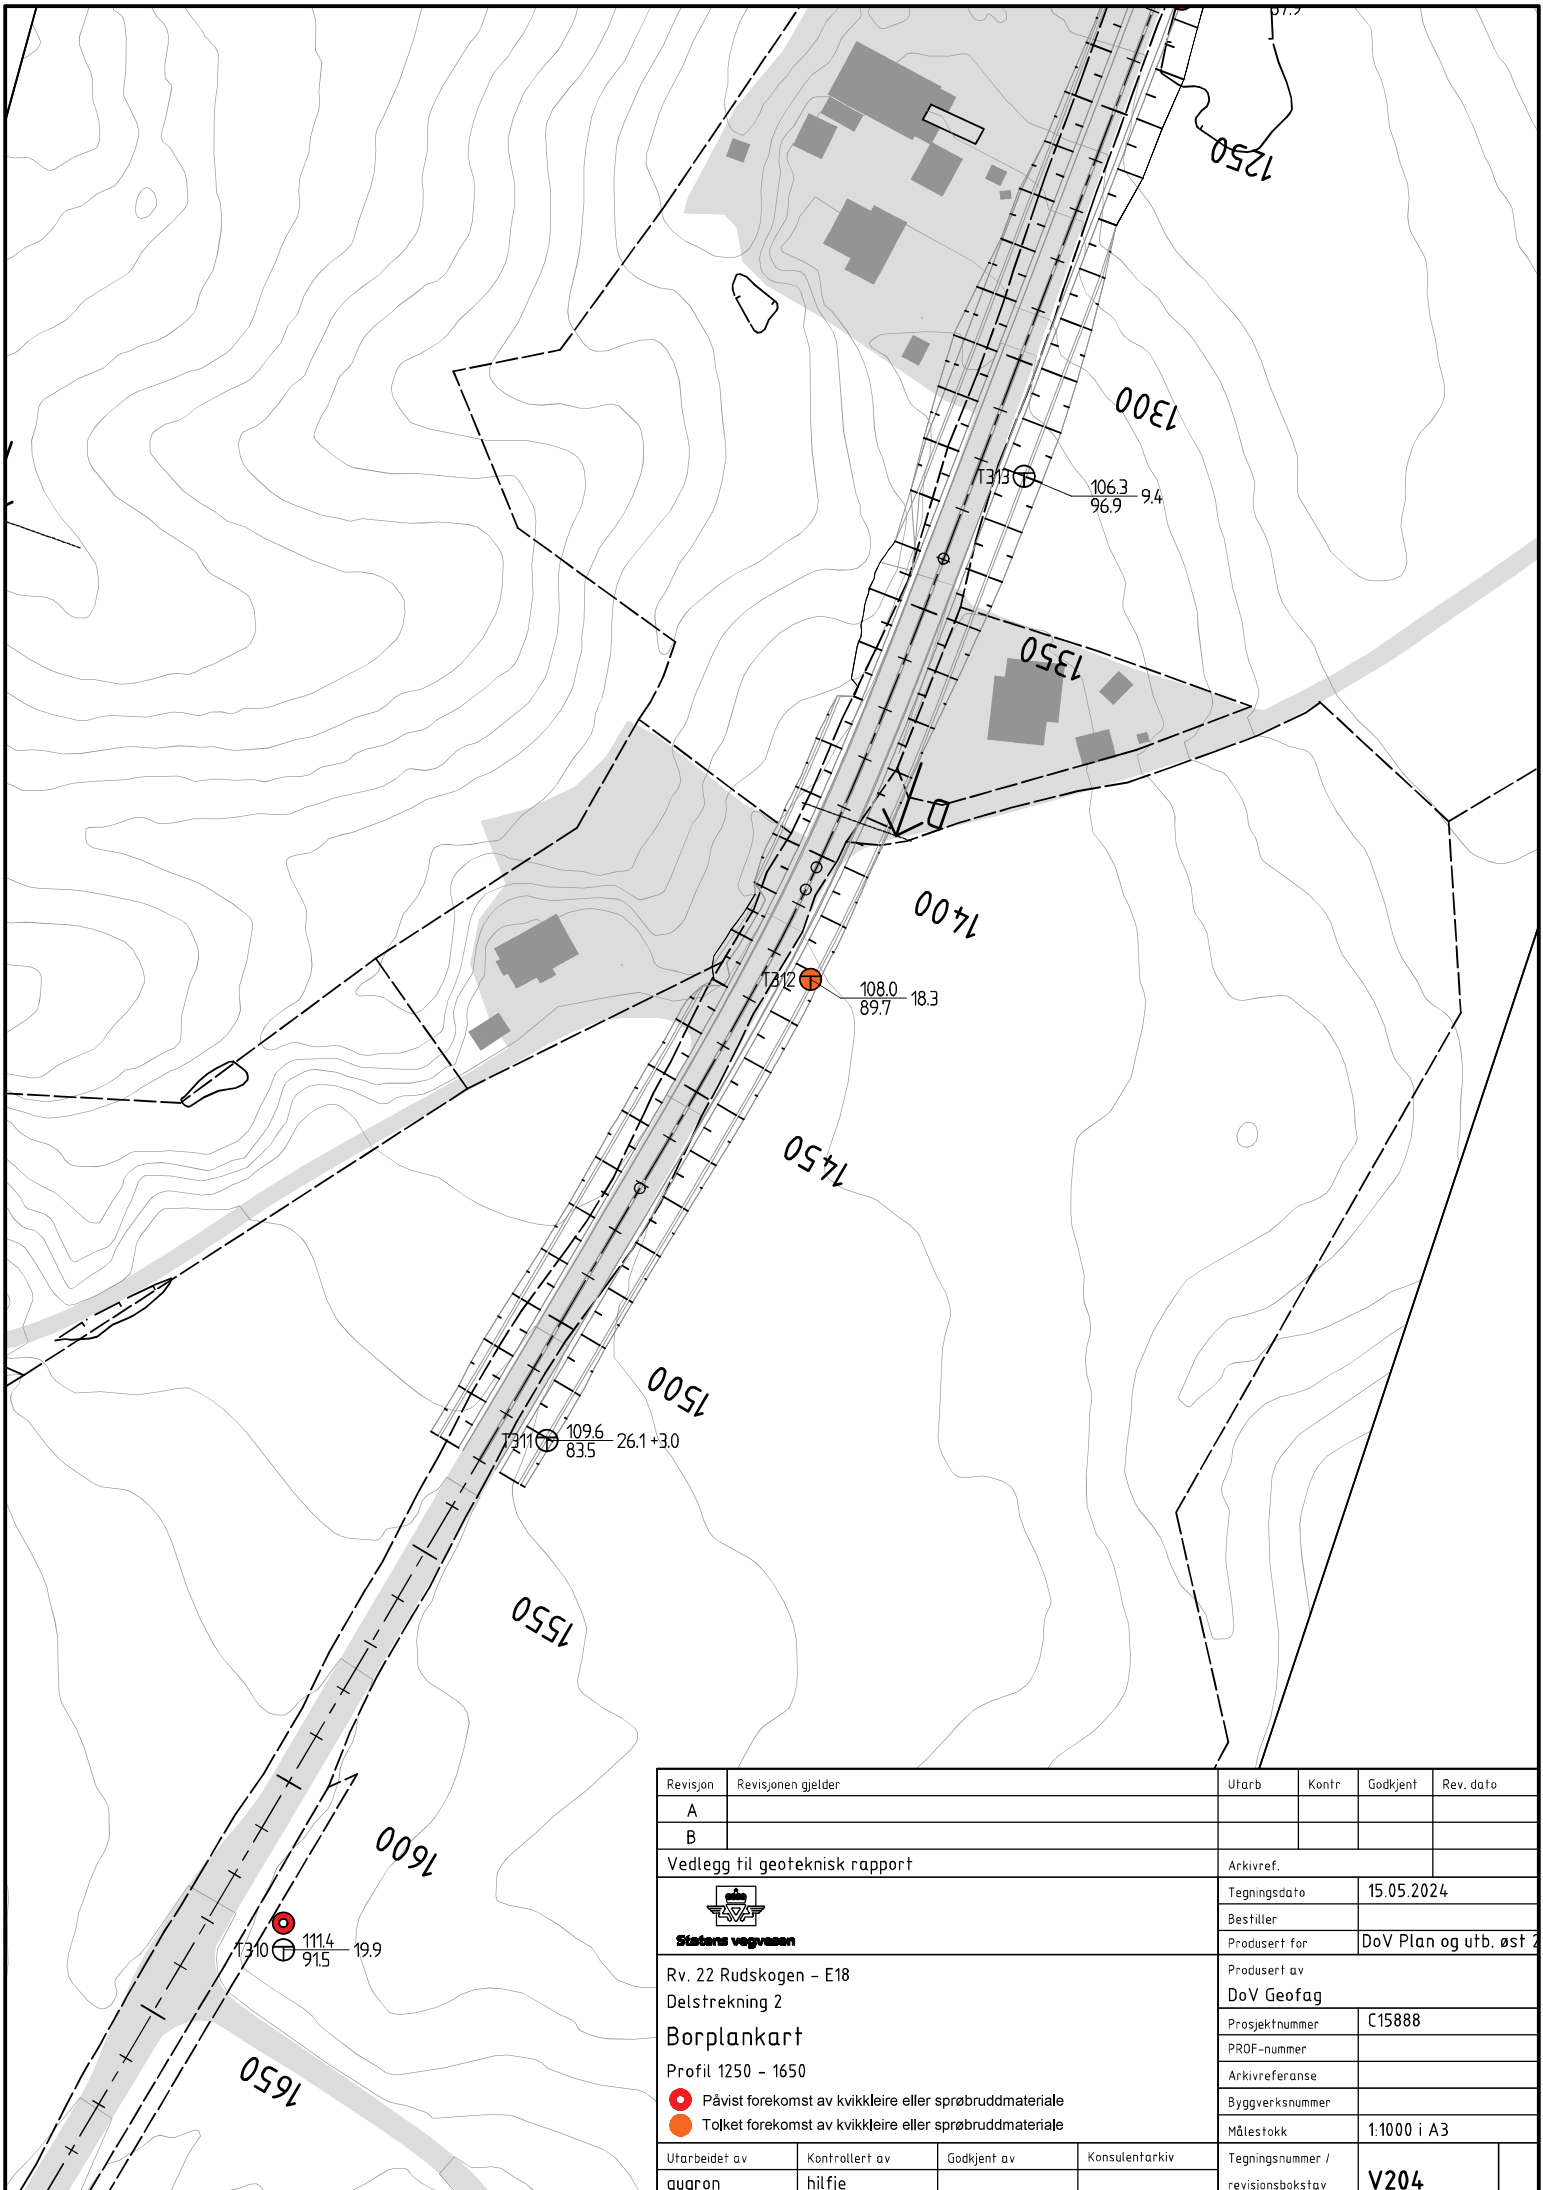 1250
1300
T313
106.3
96.9
9.4
1350
D
1400
T312
108.0
89.7
18.3
1450
1500
T311
109.6
83.5
26.1 +3.0
1550
1600
T310
111.4
91.5
19.9
1650
Revisjon Revisjonen gjelder Utarb Kontr Godkjent Rev. dato
A
B
Vedlegg til geoteknisk rapport
Arkivref.
Statens vegvesen
Tegningsdato 15.05.2024
Bestiller
Produsert for DoV Plan og utb. øst 2
Rv. 22 Rudskogen - E18
Delstrekning 2
Borplankart
Profil 1250 - 1650
Påvist forekomst av kvikkleire eller sprøbruddmateriale
Tolket forekomst av kvikkleire eller sprøbruddmateriale
Produsert av
DoV Geofag
Prosjektnummer C15888
PROF-nummer
Arkivreferanse
Byggverksnummer
Målestokk 1:1000 i A3
Utarbeidet av Kontrollert av Godkjent av Konsulentarkiv
gugron hilfje
Tegningsnummer /
revisjonsbokstav V204